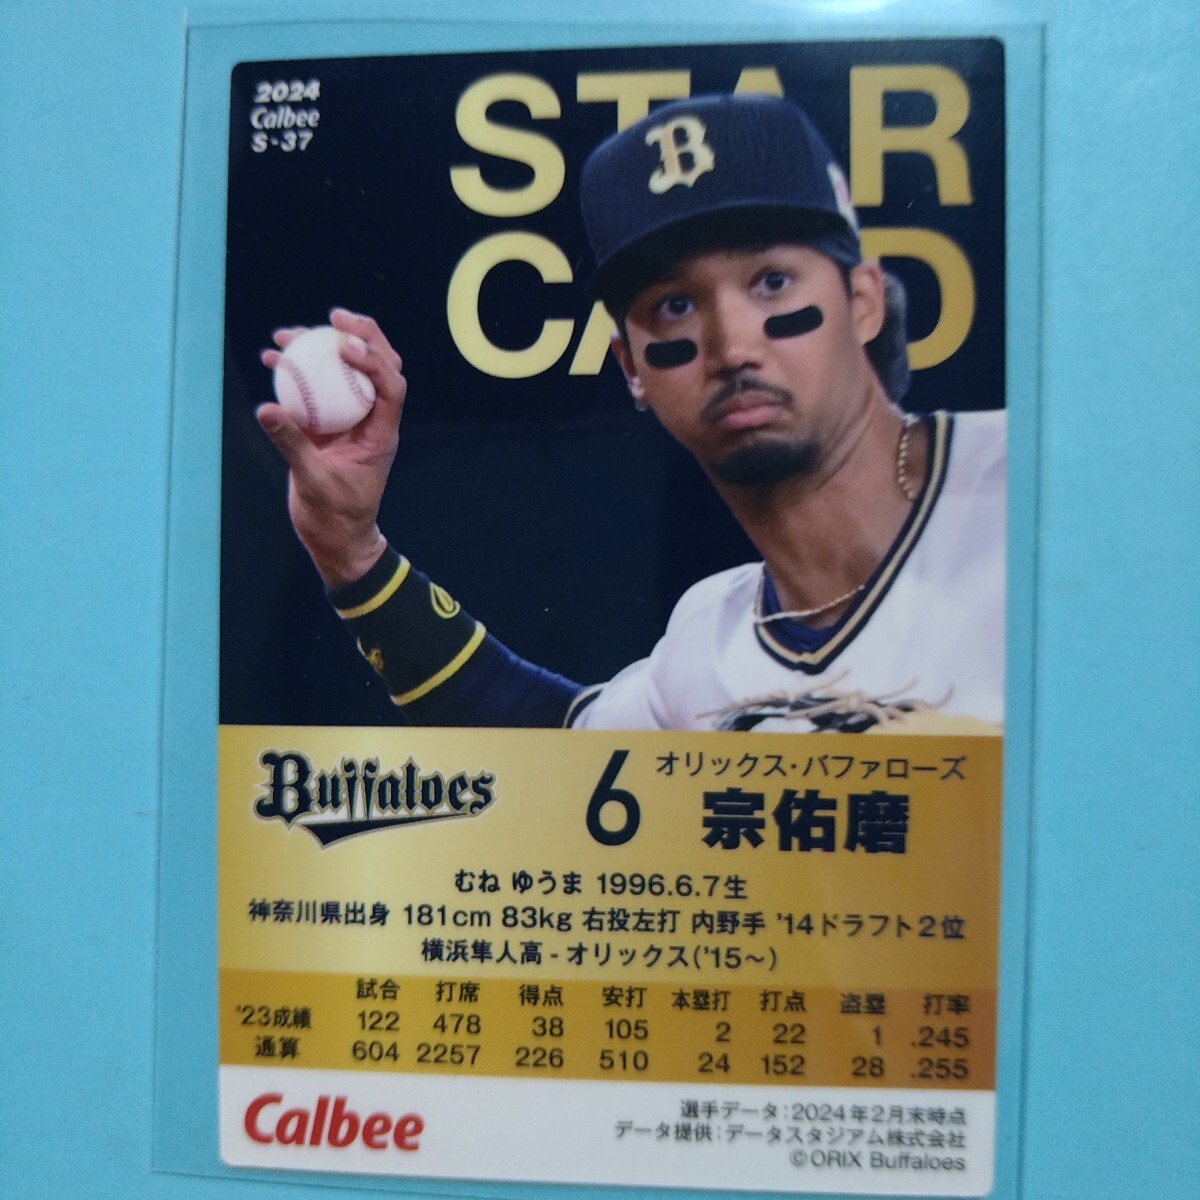 2024
Calbee
S-37
STAR
CARD
B
Buffaloes
6
オリックス・バファローズ
宗佑磨
むね ゆうま 1996.6.7生
神奈川県出身 181cm 83kg 右投左打 内野手 '14ドラフト2位
横浜隼人高-オリックス('15～)
試合 打席 得点 安打 本塁打 打点 盗塁 打率
'23成績 122 478 38 105 2 22 1 .245
通算 604 2257 226 510 24 152 28 .255
Calbee
選手データ:2024年2月末時点
データ提供:データスタジアム株式会社
©ORIX Buffaloes